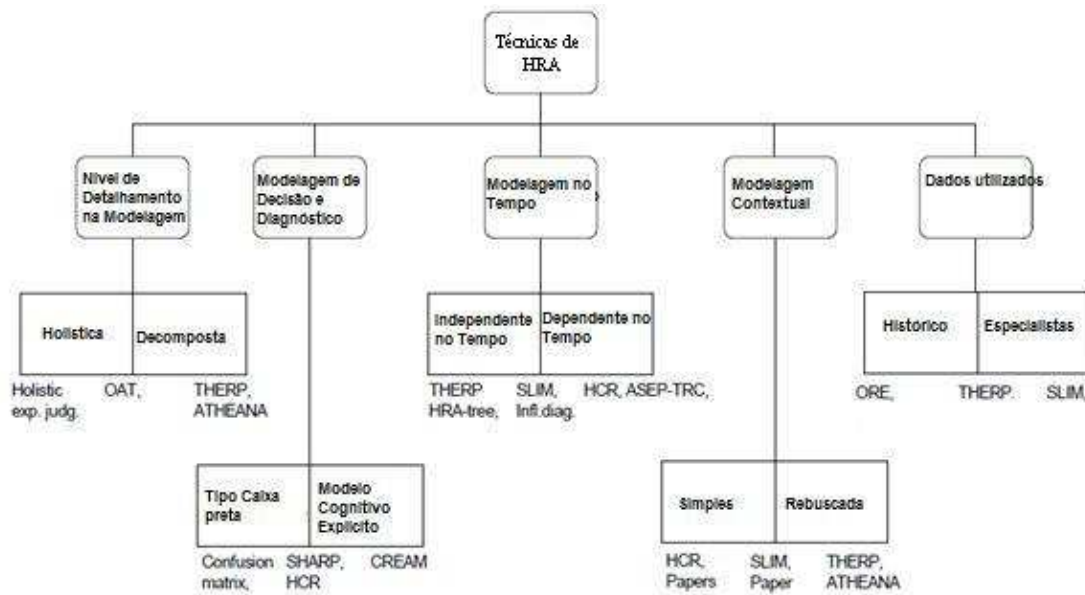 Técnicas de
HRA
Nível de
Detalhamento
na Modelagem
Modelagem de
Decisão e
Diagnóstico
Modelagem no
Tempo
Modelagem
Contextual
Dados utilizados
Holística
Decomposta
Independente
no Tempo
Dependente no
Tempo
Histórico
Especialistas
Holistic
exp. judg.
OAT,
THERP,
ATHEANA
THERP
HRA-tree,
SLIM,
Infl.diag.
HCR, ASEP-TRC,
ORE,
THERP.
SLIM,
Tipo Caixa
preta
Modelo
Cognitivo
Explícito
Simples
Rebuscada
Confusion
matrix,
SHARP,
HCR
CREAM
HCR,
Papers
SLIM,
Paper
THERP,
ATHEANA